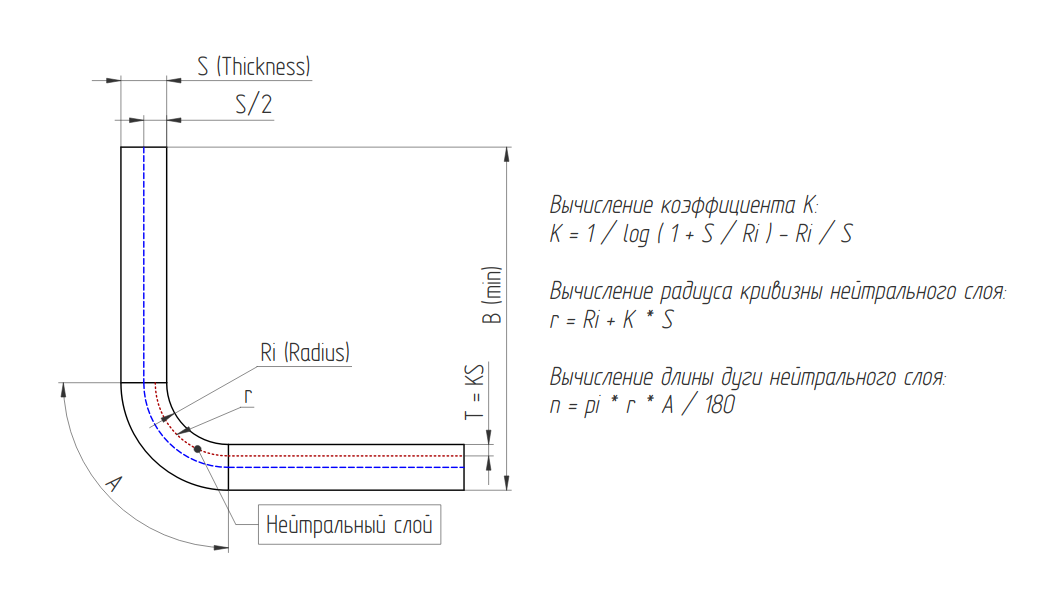 S (Thickness)
S/2
B (min)
Ri (Radius)
r
T = KS
A
Нейтральный слой
Вычисление коэффициента K:
K = 1 / log ( 1 + S / Ri ) - Ri / S
Вычисление радиуса кривизны нейтрального слоя:
r = Ri + K * S
Вычисление длины дуги нейтрального слоя:
n = pi * r * A / 180